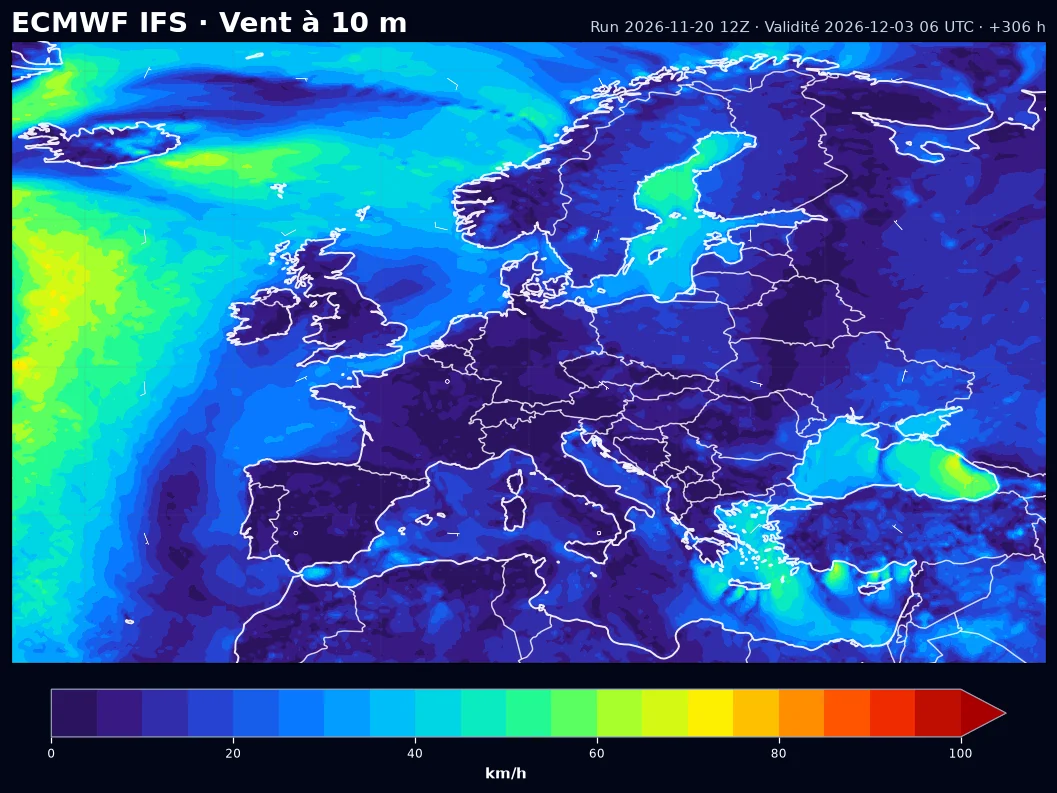 ECMWF IFS · Vent à 10 m
Run 2026-11-20 12Z · Validité 2026-12-03 06 UTC · +306 h
0 20 40 60 80 100
km/h